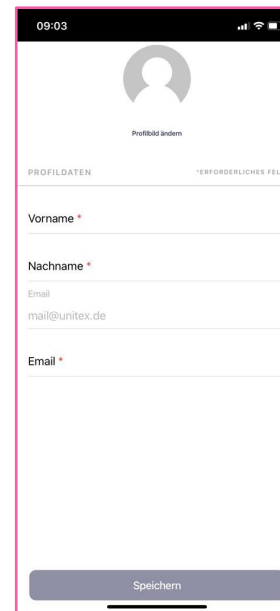 09:03
Profilbild ändern
PROFILDATEN *ERFORDERLICHES FEL
Vorname *
Nachname *
Email
mail@unitex.de
Email *
Speichern